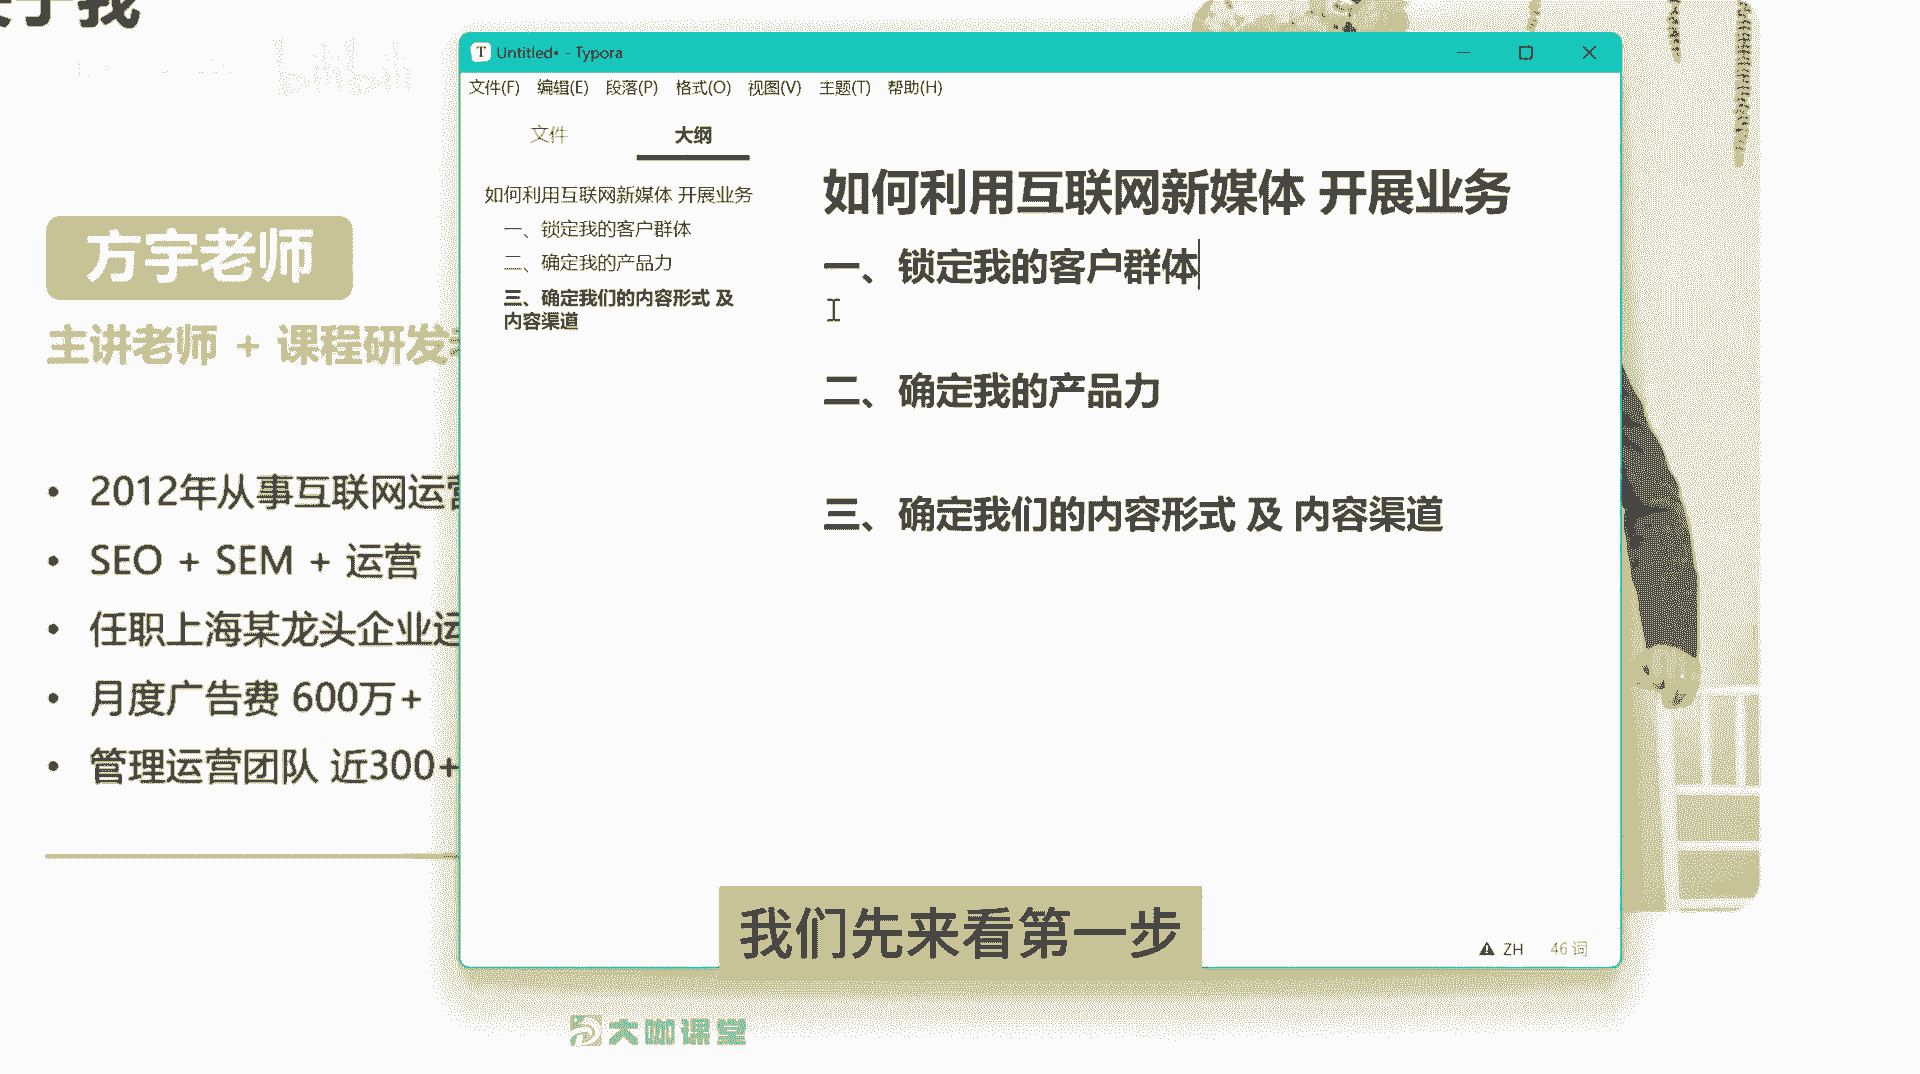 于我
bilibili
方宇老师
主讲老师 + 课程研发
• 2012年从事互联网运营
• SEO + SEM + 运营
• 任职上海某龙头企业运
• 月度广告费 600万+
• 管理运营团队 近300+
Untitled• - Typora
文件(F) 编辑(E) 段落(P) 格式(O) 视图(V) 主题(T) 帮助(H)
文件 大纲
如何利用互联网新媒体 开展业务
一、锁定我的客户群体
二、确定我的产品力
三、确定我们的内容形式 及
内容渠道
如何利用互联网新媒体 开展业务
一、锁定我的客户群体
二、确定我的产品力
三、确定我们的内容形式 及 内容渠道
我们先来看第一步
ZH 46 词
大咖课堂